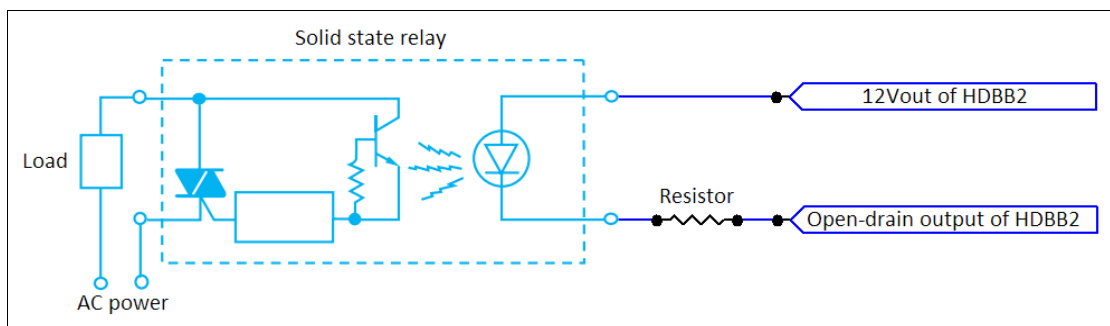 Solid state relay
12Vout of HDBB2
Load
Resistor
Open-drain output of HDBB2
AC power